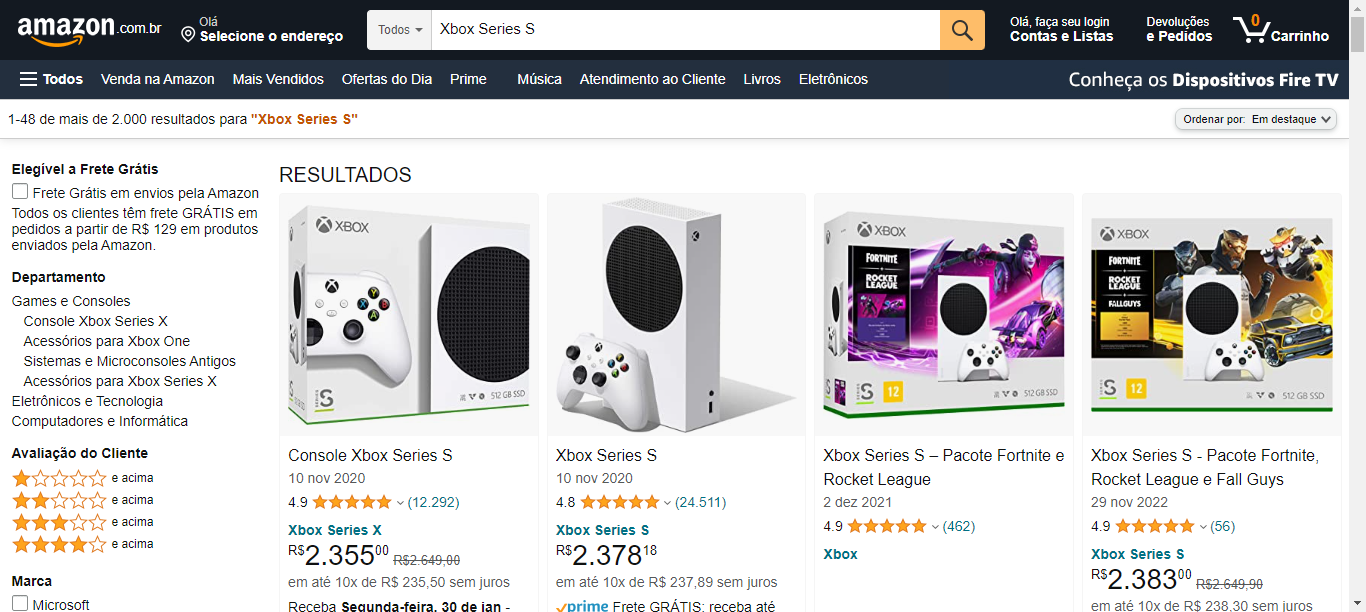 amazon.com.br
Olá
Selecione o endereço
Todos
Xbox Series S
Olá, faça seu login
Contas e Listas
Devoluções
e Pedidos
0
Carrinho
Todos
Venda na Amazon
Mais Vendidos
Ofertas do Dia
Prime
Música
Atendimento ao Cliente
Livros
Eletrônicos
Conheça os Dispositivos Fire TV
1-48 de mais de 2.000 resultados para "Xbox Series S"
Ordenar por: Em destaque
Elegível a Frete Grátis
Frete Grátis em envios pela Amazon
Todos os clientes têm frete GRÁTIS em
pedidos a partir de R$ 129 em produtos
enviados pela Amazon.
Departamento
Games e Consoles
Console Xbox Series X
Acessórios para Xbox One
Sistemas e Microconsoles Antigos
Acessórios para Xbox Series X
Eletrônicos e Tecnologia
Computadores e Informática
Avaliação do Cliente
e acima
e acima
e acima
e acima
Marca
Microsoft
RESULTADOS
XBOX
SERIES S
512 GB SSD
Console Xbox Series S
10 nov 2020
4.9 (12.292)
Xbox Series X
R$2.35500 R$2.649,00
em até 10x de R$ 235,50 sem juros
Receba Segunda-feira, 30 de jan -
Xbox Series S
10 nov 2020
4.8 (24.511)
Xbox Series S
R$2.37818
em até 10x de R$ 237,89 sem juros
prime Frete GRÁTIS: receba até
XBOX
FORTNITE
ROCKET
LEAGUE
SERIES S
12
512 GB SSD
Xbox Series S – Pacote Fortnite e
Rocket League
2 dez 2021
4.9 (462)
Xbox
XBOX
FORTNITE
ROCKET
LEAGUE
FALL GUYS
SERIES S
12
512 GB SSD
Xbox Series S - Pacote Fortnite,
Rocket League e Fall Guys
29 nov 2022
4.9 (56)
Xbox Series S
R$2.38300 R$2.649,90
em até 10x de R$ 238,30 sem juros